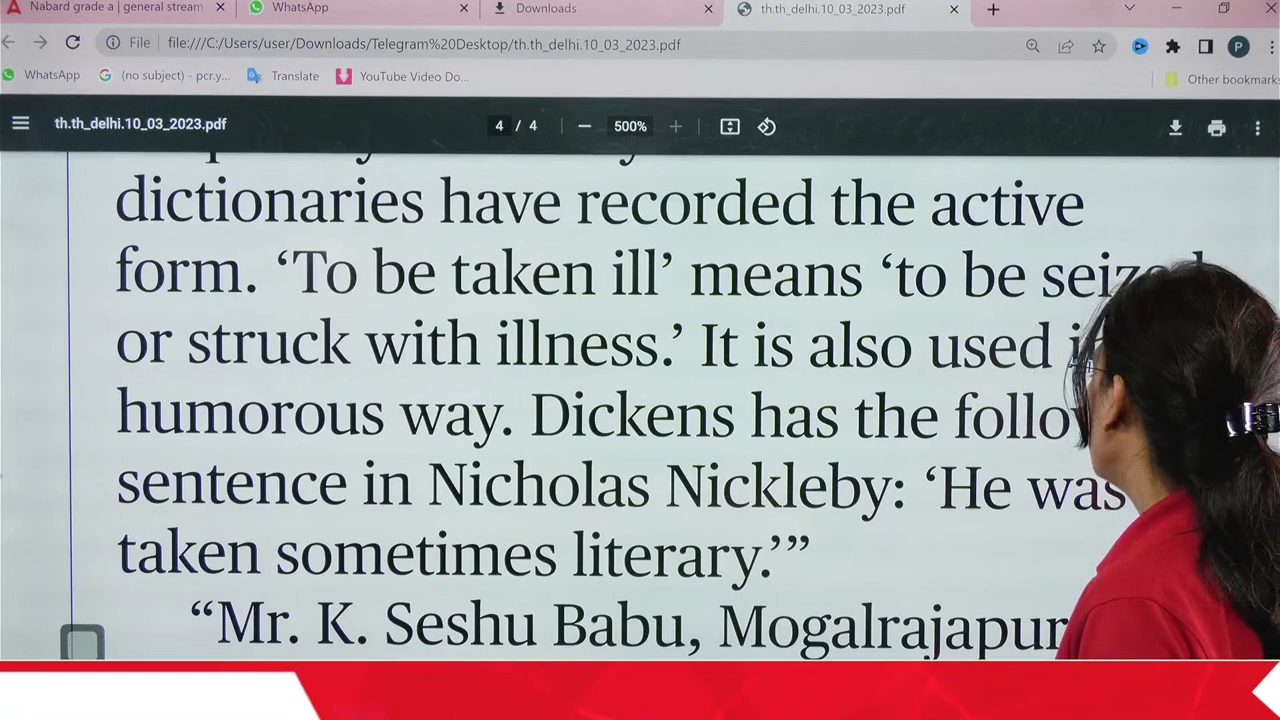 Nabard grade a | general stream
WhatsApp
Downloads
th.th_delhi.10_03_2023.pdf
File
file:///C:/Users/user/Downloads/Telegram%20Desktop/th.th_delhi.10_03_2023.pdf
P
WhatsApp
(no subject) - pcr.y...
Translate
YouTube Video Do...
Other bookmarks
th.th_delhi.10_03_2023.pdf
4 / 4
500%
dictionaries have recorded the active
form. ‘To be taken ill’ means ‘to be seized
or struck with illness.’ It is also used
humorous way. Dickens has the
sentence in Nicholas Nickleby: ‘He was
taken sometimes literary.’”
“Mr. K. Seshu Babu, Mogalrajapur